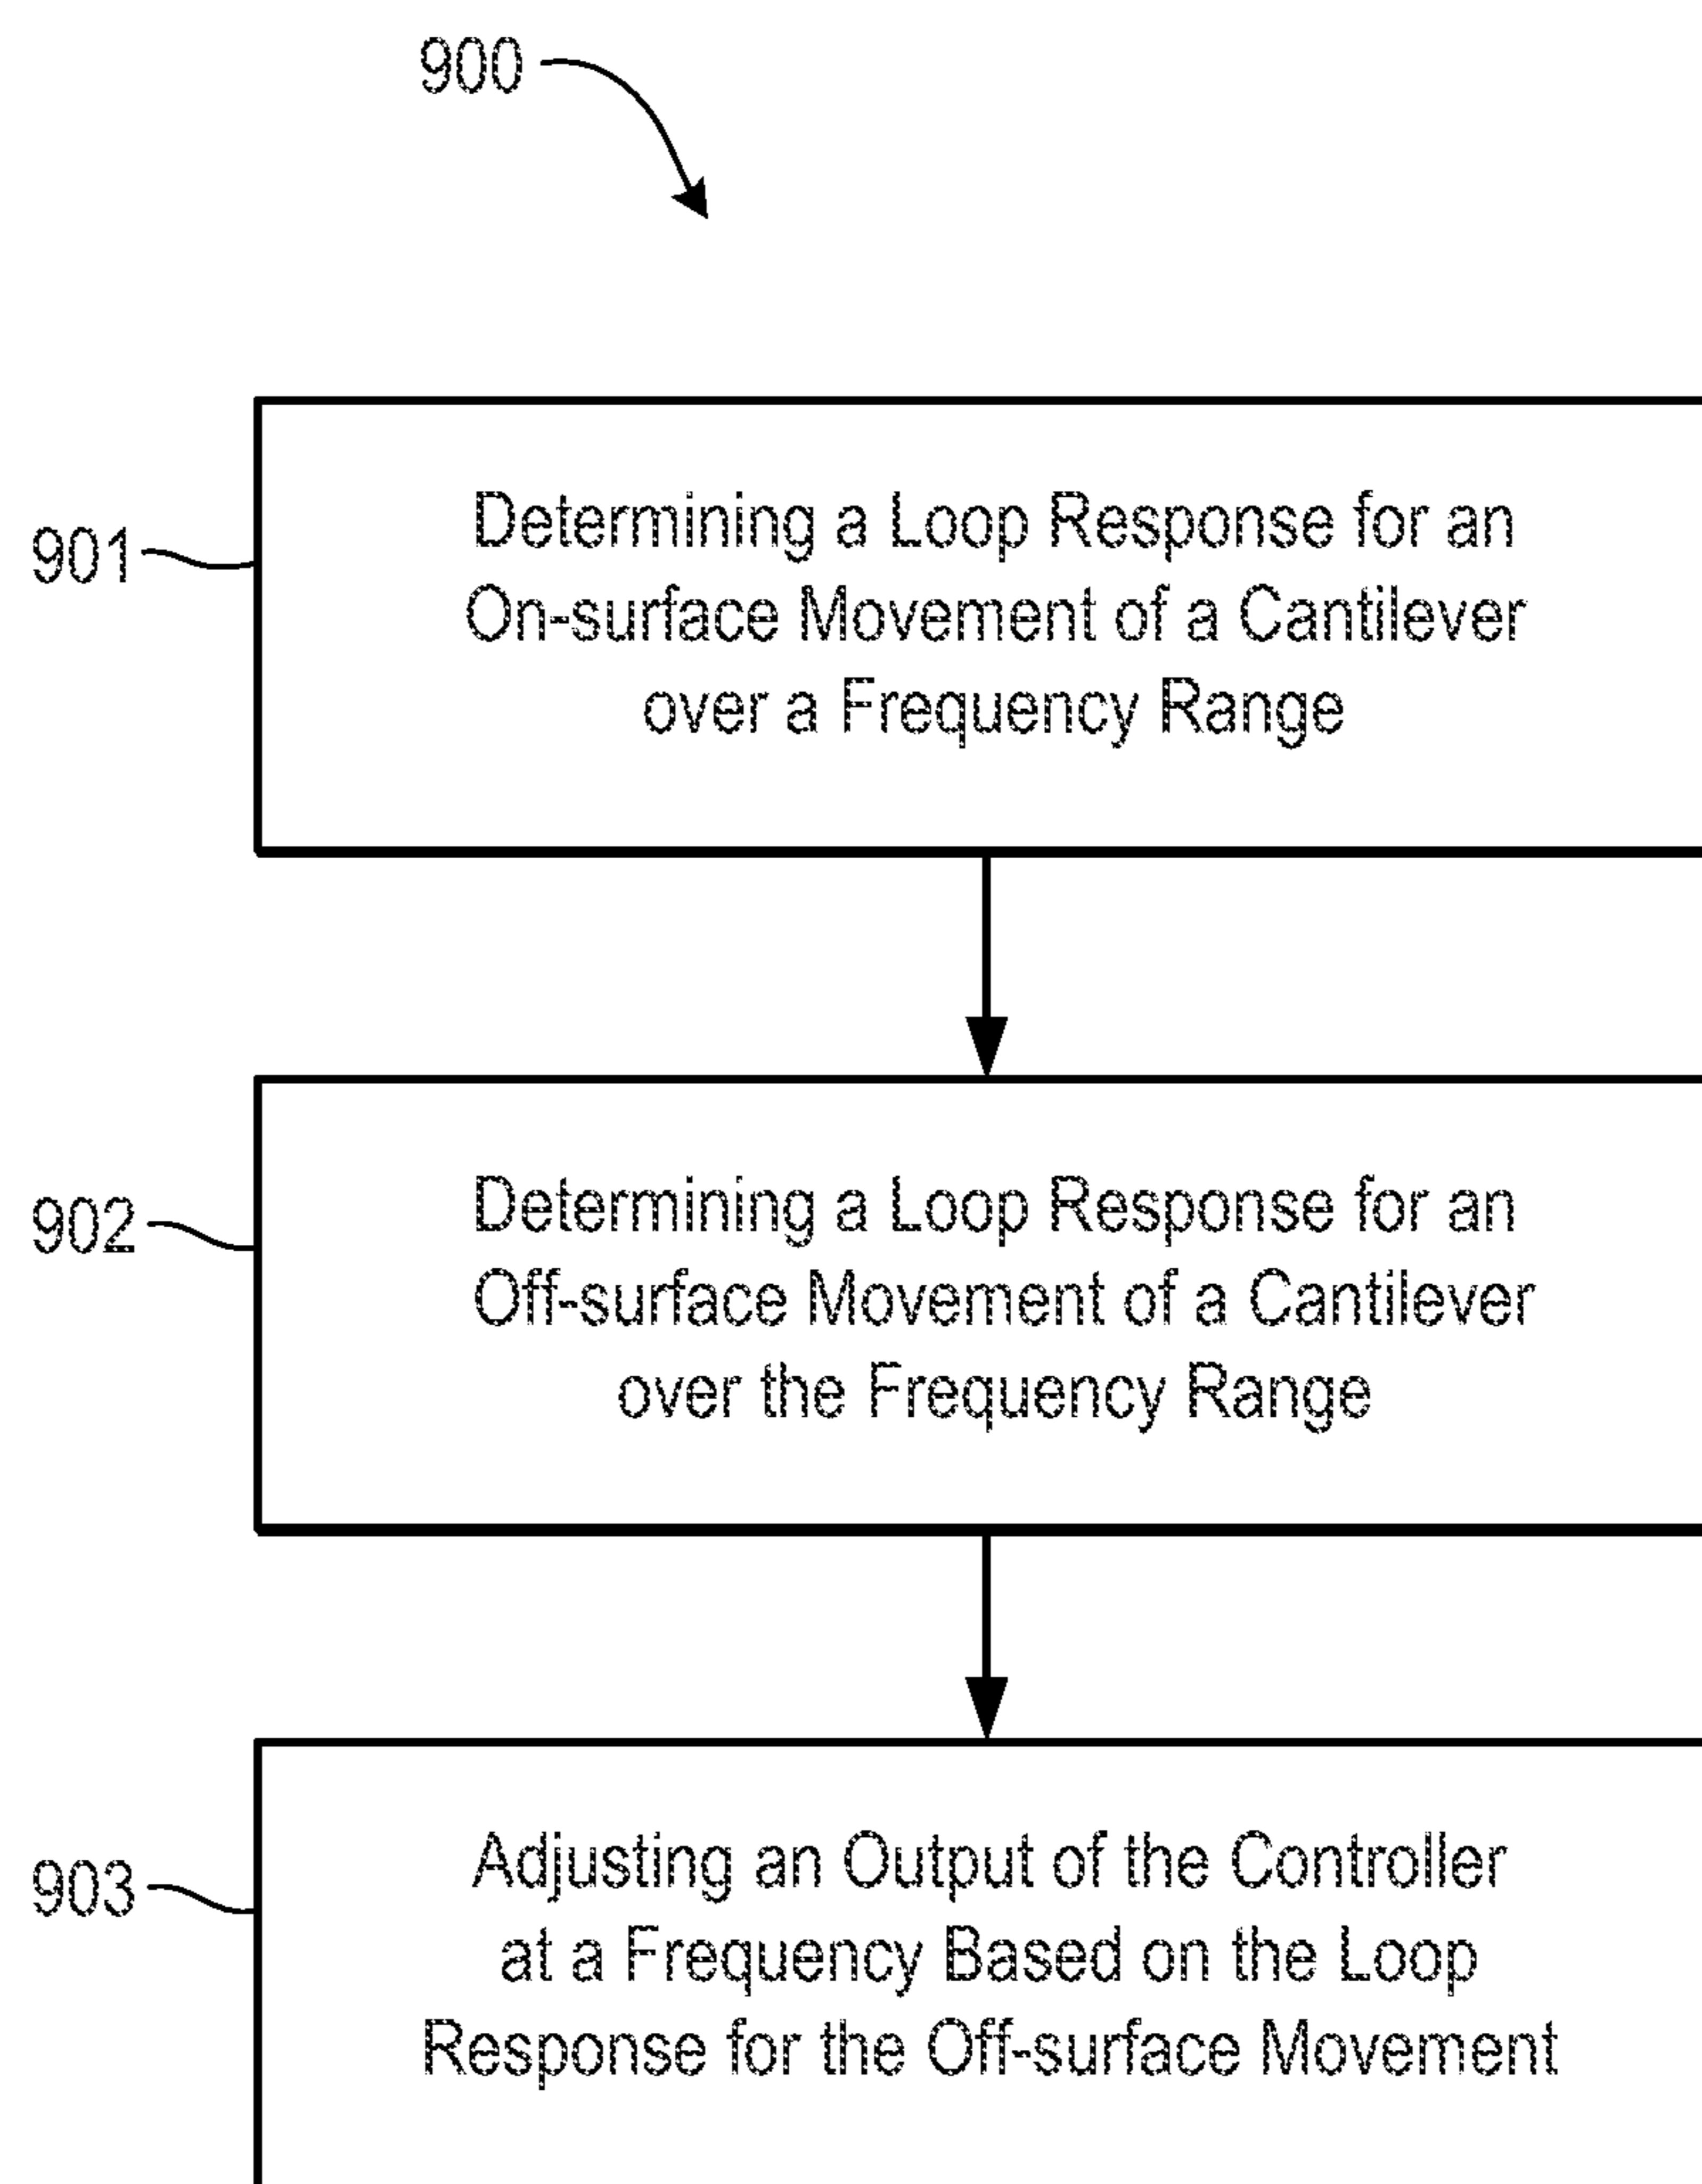 900
901
Determining a Loop Response for an
On-surface Movement of a Cantilever
over a Frequency Range
902
Determining a Loop Response for an
Off-surface Movement of a Cantilever
over the Frequency Range
903
Adjusting an Output of the Controller
at a Frequency Based on the Loop
Response for the Off-surface Movement